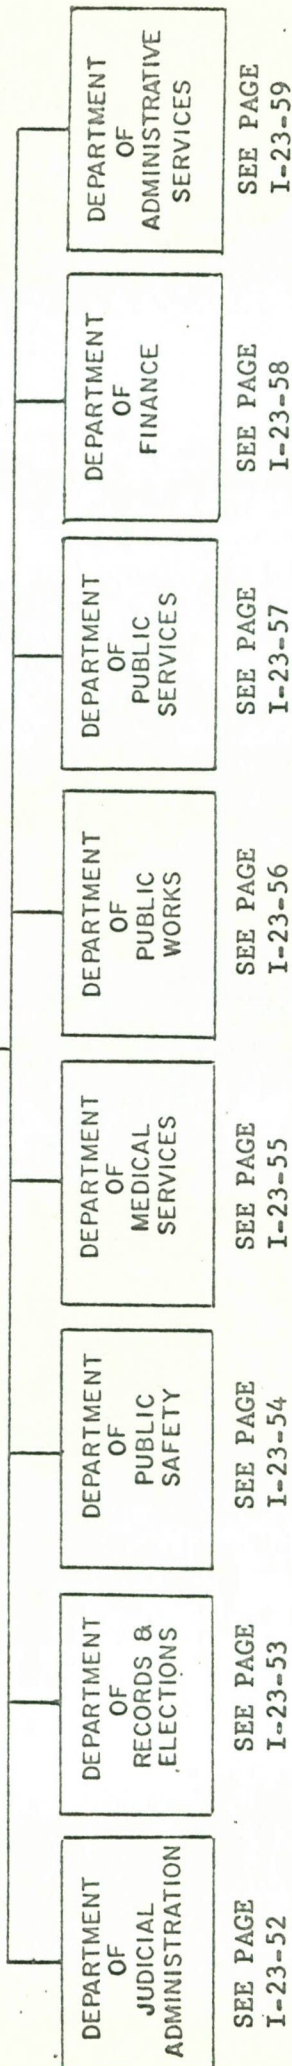 DEPARTMENT
OF
JUDICIAL
ADMINISTRATION
SEE PAGE
I-23-52
DEPARTMENT
OF
RECORDS &
ELECTIONS
SEE PAGE
I-23-53
DEPARTMENT
OF
PUBLIC
SAFETY
SEE PAGE
I-23-54
DEPARTMENT
OF
MEDICAL
SERVICES
SEE PAGE
I-23-55
DEPARTMENT
OF
PUBLIC
WORKS
SEE PAGE
I-23-56
DEPARTMENT
OF
PUBLIC
SERVICES
SEE PAGE
I-23-57
DEPARTMENT
OF
FINANCE
SEE PAGE
I-23-58
DEPARTMENT
OF
ADMINISTRATIVE
SERVICES
SEE PAGE
I-23-59